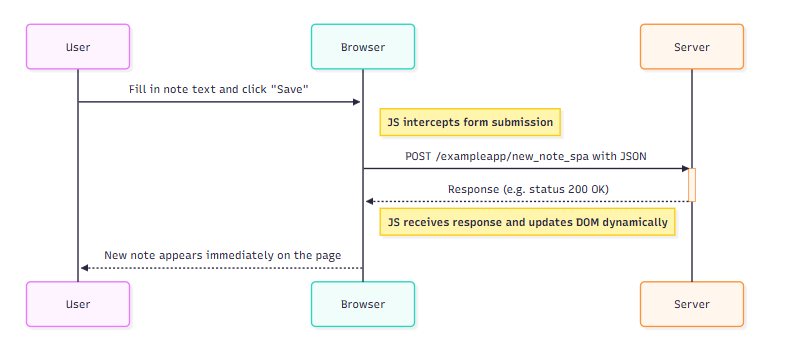 User
Browser
Server
Fill in note text and click "Save"
JS intercepts form submission
POST /exampleapp/new_note_spa with JSON
Response (e.g. status 200 OK)
JS receives response and updates DOM dynamically
New note appears immediately on the page
User
Browser
Server